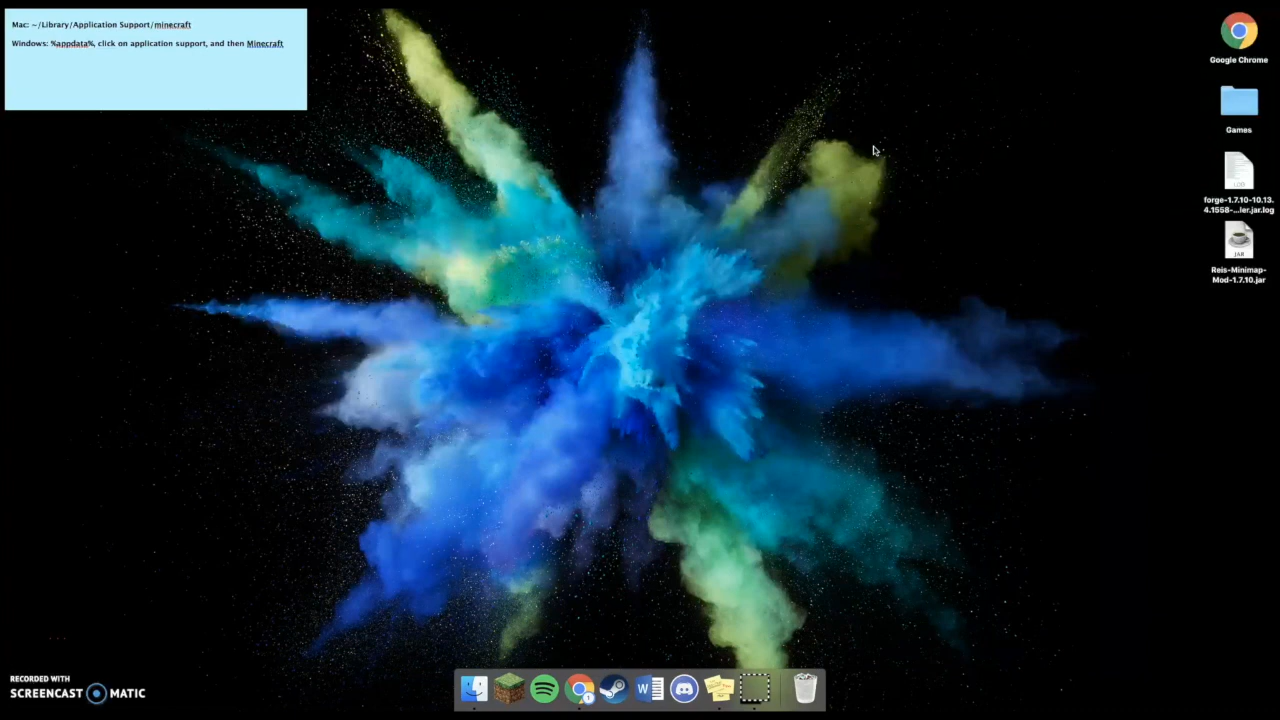 Mac: ~/Library/Application Support/minecraft
Windows: %appdata%, click on application support, and then Minecraft
Google Chrome
Games
LOG
forge-1.7.10-10.13.
4.1558-...ler.jar.log
JAR
Reis-Minimap-
Mod-1.7.10.jar
RECORDED WITH
SCREENCAST MATIC